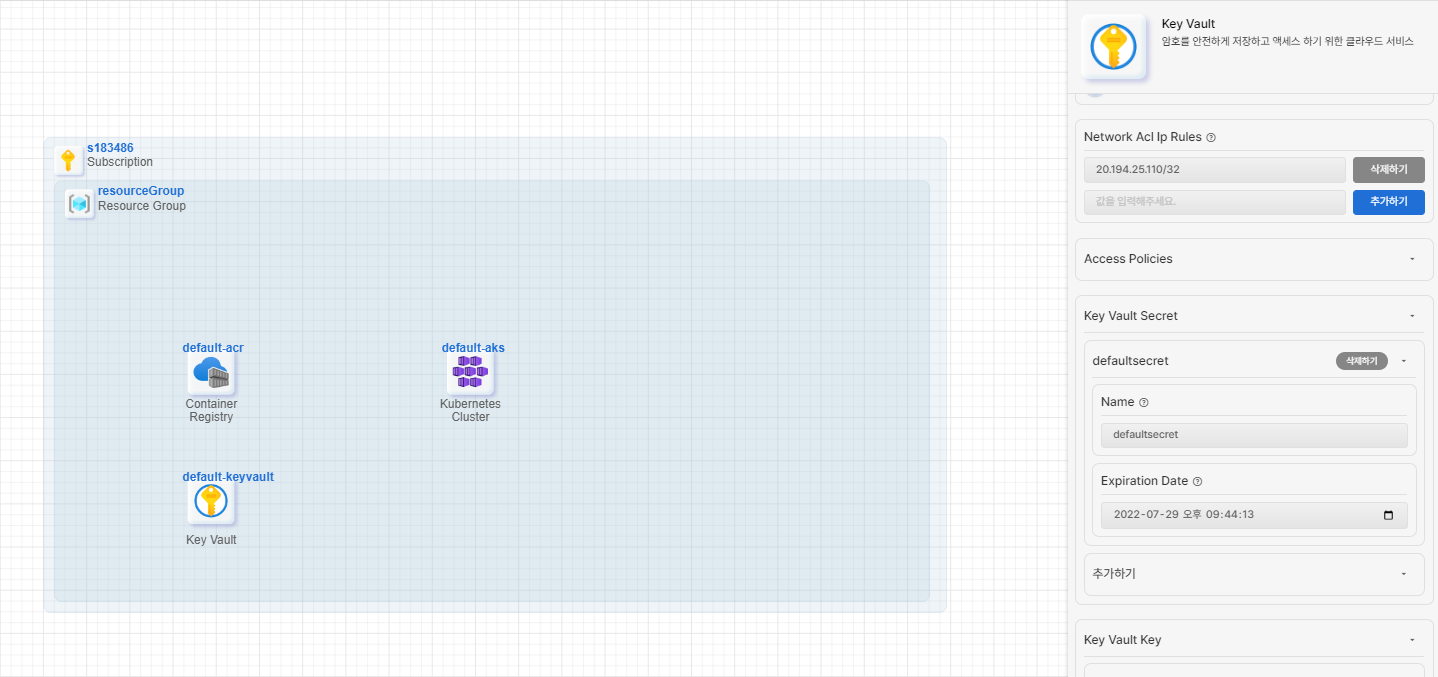 s183486
Subscription
resourceGroup
Resource Group
default-acr
Container
Registry
default-aks
Kubernetes
Cluster
default-keyvault
Key Vault
Key Vault
암호를 안전하게 저장하고 액세스 하기 위한 클라우드 서비스
Network Acl Ip Rules
20.194.25.110/32
삭제하기
값을 입력해주세요.
추가하기
Access Policies
Key Vault Secret
defaultsecret
삭제하기
Name
defaultsecret
Expiration Date
2022-07-29 오후 09:44:13
추가하기
Key Vault Key